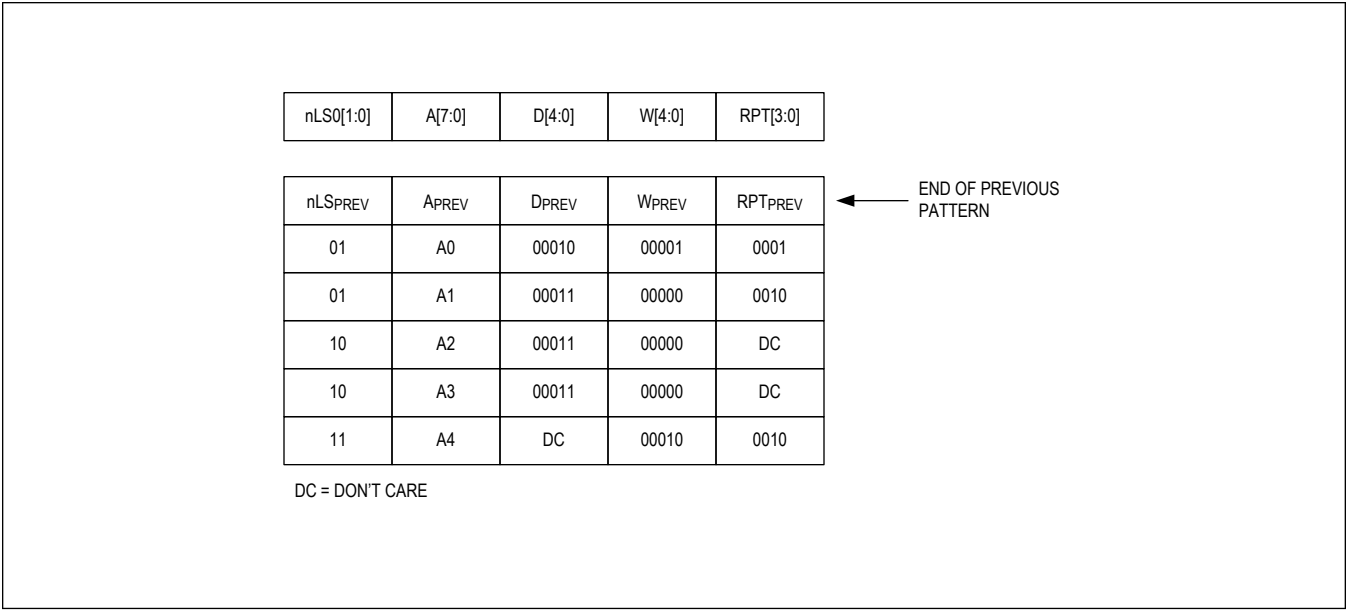 nLS0[1:0] A[7:0] D[4:0] W[4:0] RPT[3:0]
nLSPREV APREV DPREV WPREV RPTPREV END OF PREVIOUS
PATTERN
01 A0 00010 00001 0001
01 A1 00011 00000 0010
10 A2 00011 00000 DC
10 A3 00011 00000 DC
11 A4 DC 00010 0010
DC = DON'T CARE